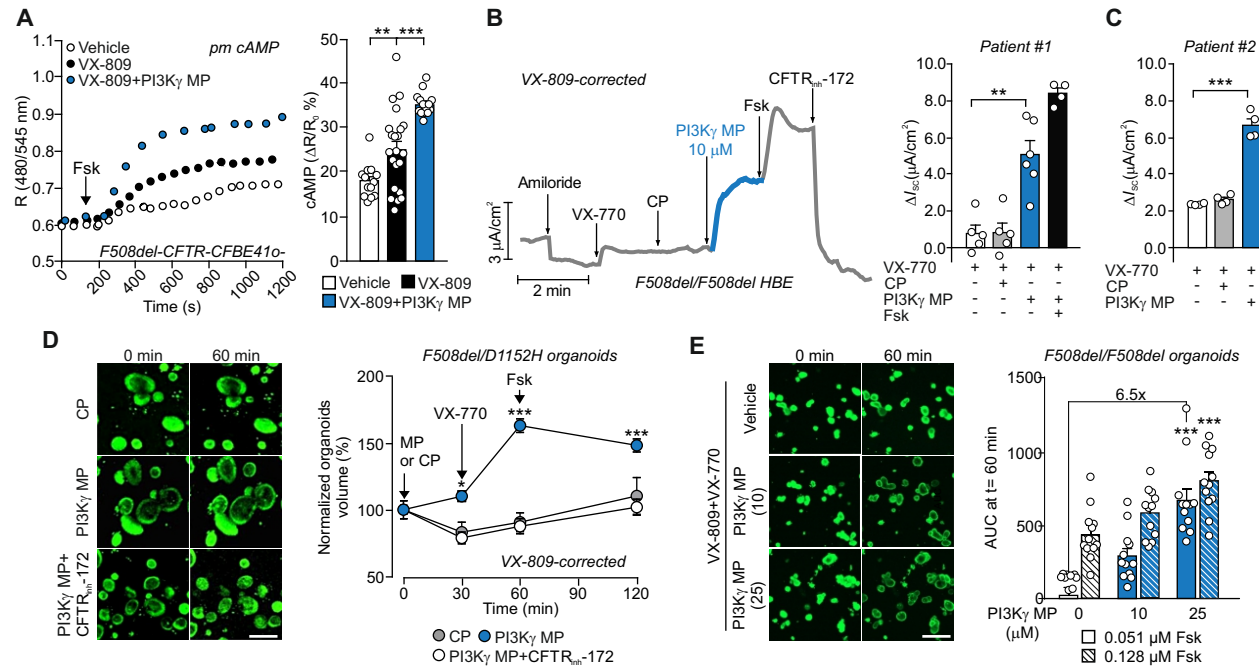 A
1.1
1.0
0.9
0.8
0.7
0.6
0.5
R (480/545 nm)
Vehicle
VX-809
VX-809+PI3Kγ MP
pm cAMP
Fsk
F508del-CFTR-CFBE41o-
0 200 400 600 800 1000 1200
Time (s)
** ***
50
40
30
20
10
0
cAMP (ΔR/R₀ %)
Vehicle VX-809
VX-809+PI3Kγ MP
B
VX-809-corrected
Amiloride
VX-770
CP
PI3Kγ MP
10 μM
Fsk
CFTRinh-172
3 μA/cm²
2 min
F508del/F508del HBE
Patient #1
**
10.0
8.0
6.0
4.0
2.0
0.0
ΔISC (μA/cm²)
VX-770 + + + +
CP - + - -
PI3Kγ MP - - + +
Fsk - - - +
C
Patient #2
***
10.0
8.0
6.0
4.0
2.0
0.0
ΔISC (μA/cm²)
VX-770 + + +
CP - + -
PI3Kγ MP - - +
D
0 min 60 min
CP
PI3Kγ MP
PI3Kγ MP+
CFTRinh-172
F508del/D1152H organoids
200
150
100
50
Normalized organoids
volume (%)
MP
or CP
VX-770
*
Fsk
***
***
VX-809-corrected
0 30 60 120
Time (min)
CP PI3Kγ MP
PI3Kγ MP+CFTRinh-172
E
0 min 60 min
VX-809+VX-770
Vehicle
PI3Kγ MP
(10)
PI3Kγ MP
(25)
F508del/F508del organoids
1500
1000
500
0
AUC at t= 60 min
6.5x
*** ***
PI3Kγ MP
(μM)
0 10 25
0.051 μM Fsk
0.128 μM Fsk